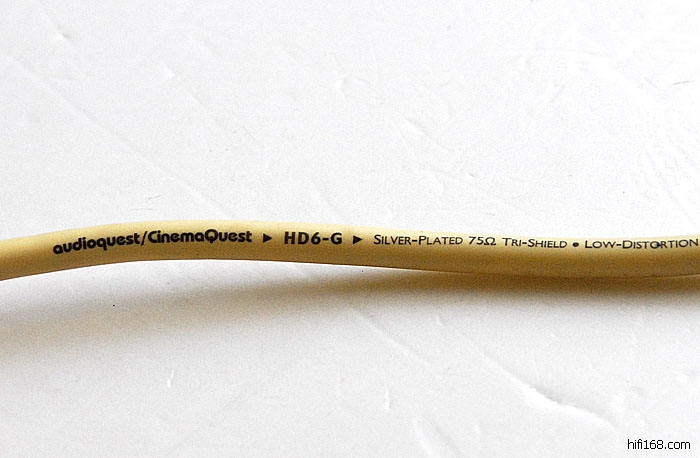 audioquest/CinemaQuest ► HD6-G ► SILVER-PLATED 75Ω TRI-SHIELD • LOW-DISTORTION
hifi168.com